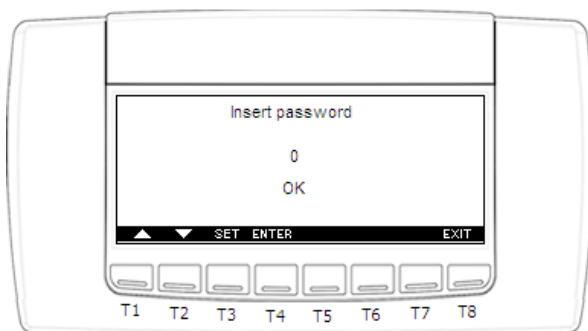 Insert password
0
OK
SET ENTER EXIT
T1 T2 T3 T4 T5 T6 T7 T8